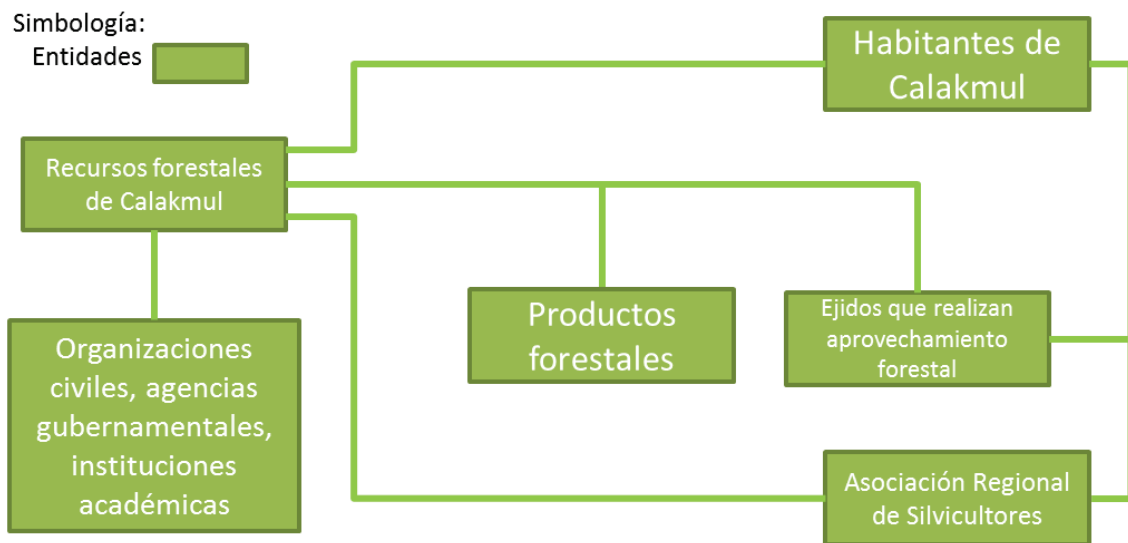 Simbología:
Entidades
Habitantes de
Calakmul
Recursos forestales
de Calakmul
Productos
forestales
Ejidos que realizan
aprovechamiento
forestal
Organizaciones
civiles, agencias
gubernamentales,
instituciones
académicas
Asociación Regional
de Silvicultores